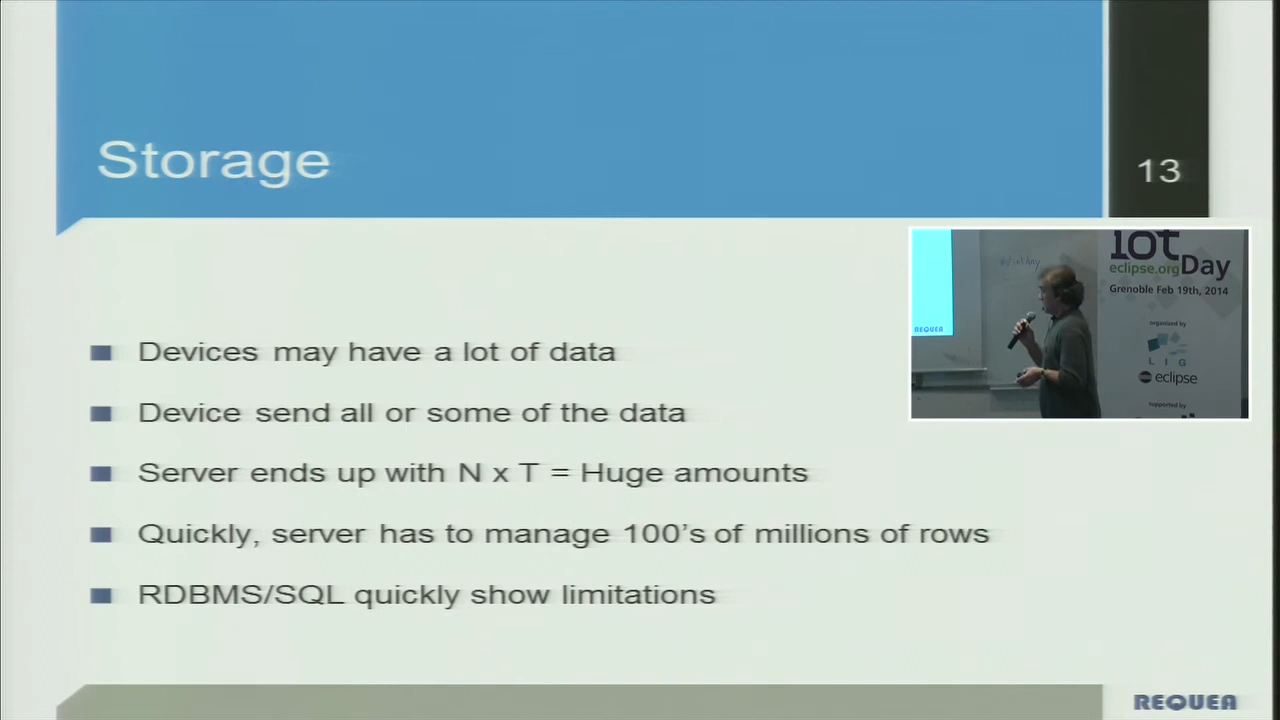 Storage
13
Devices may have a lot of data
Device send all or some of the data
Server ends up with N x T = Huge amounts
Quickly, server has to manage 100's of millions of rows
RDBMS/SQL quickly show limitations
REQUEA
iot
eclipse.org Day
Grenoble Feb 19th, 2014
organized by
LIG
eclipse
supported by
REQUEA